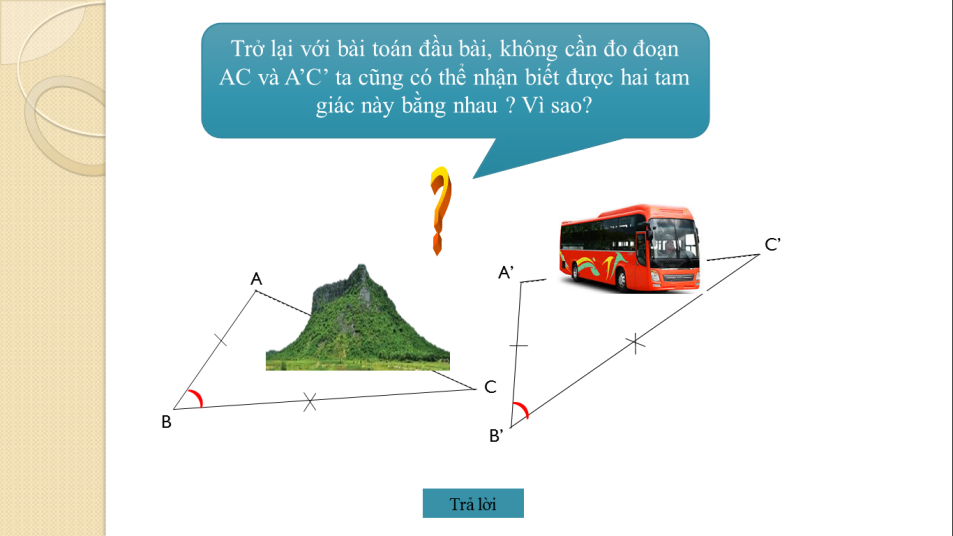 Trở lại với bài toán đầu bài, không cần đo đoạn
AC và A’C’ ta cũng có thể nhận biết được hai tam
giác này bằng nhau ? Vì sao?
?
C’
A’
A
C
B
B’
Trả lời